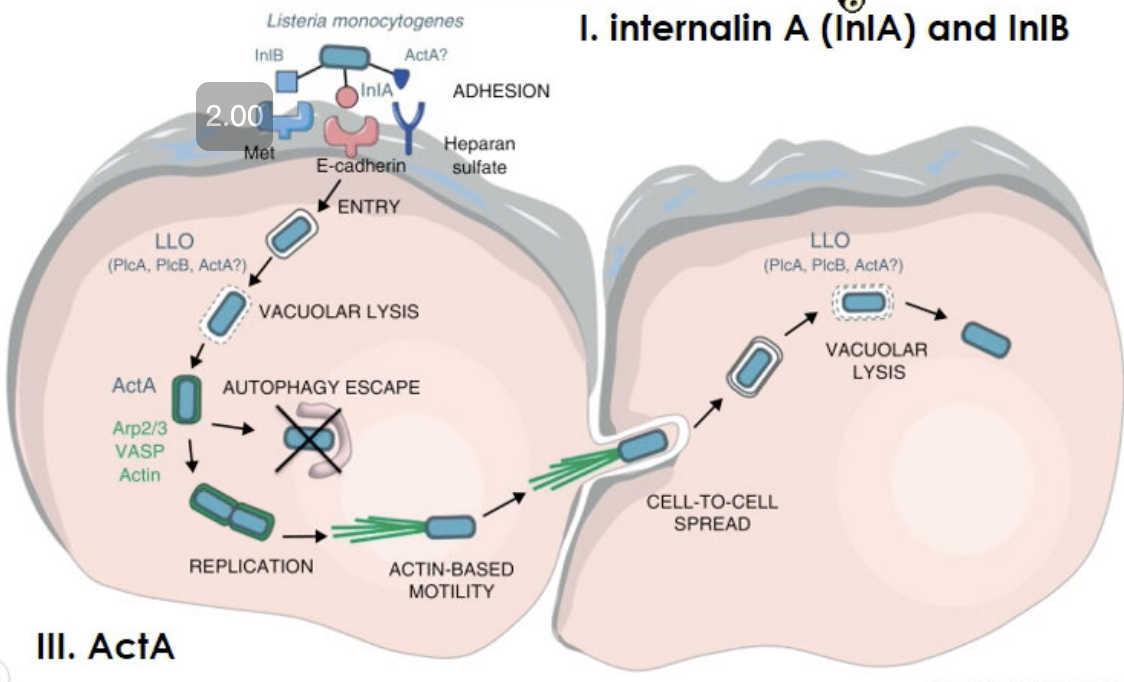 I. internalin A (InlA) and InlB
Listeria monocytogenes
InlB
ActA?
InlA
ADHESION
2.00
Met
E-cadherin
Heparan
sulfate
ENTRY
LLO
(PlcA, PlcB, ActA?)
VACUOLAR LYSIS
ActA
AUTOPHAGY ESCAPE
Arp2/3
VASP
Actin
REPLICATION
ACTIN-BASED
MOTILITY
CELL-TO-CELL
SPREAD
LLO
(PlcA, PlcB, ActA?)
VACUOLAR
LYSIS
III. ActA